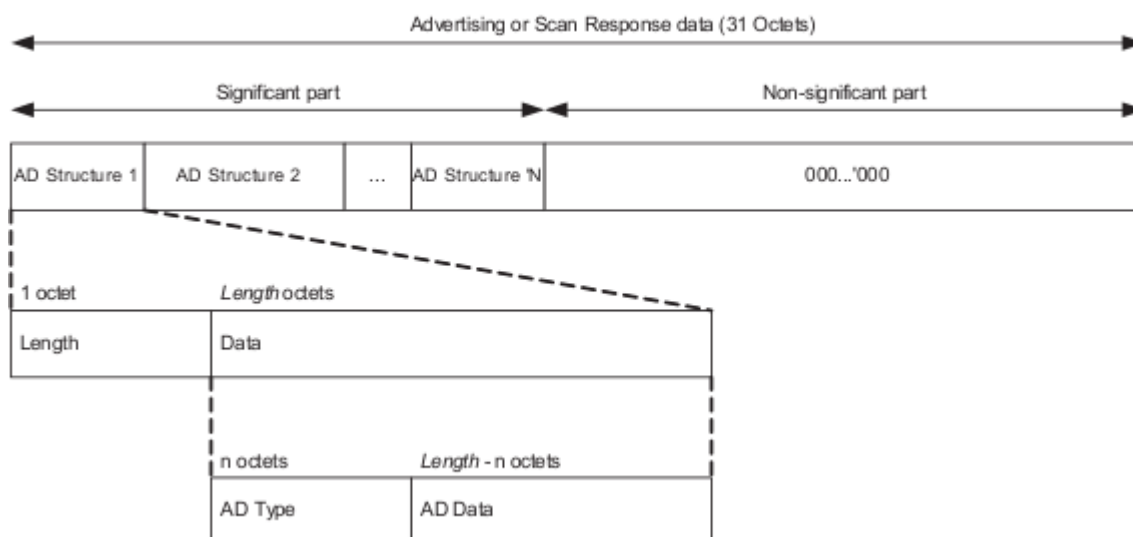 Advertising or Scan Response data (31 Octets)
Significant part Non-significant part
AD Structure 1 AD Structure 2 ... AD Structure 'N 000...'000
1 octet Length octets
Length Data
n octets Length - n octets
AD Type AD Data